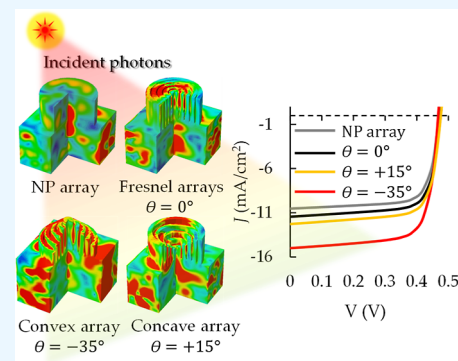 Incident photons
NP array
Fresnel arrays
θ = 0°
Convex array
θ = −35°
Concave array
θ = +15°
J (mA/cm²)
-1
-6
-11
-16
NP array
θ = 0°
θ = +15°
θ = −35°
0 0.1 0.2 0.3 0.4 0.5
V (V)